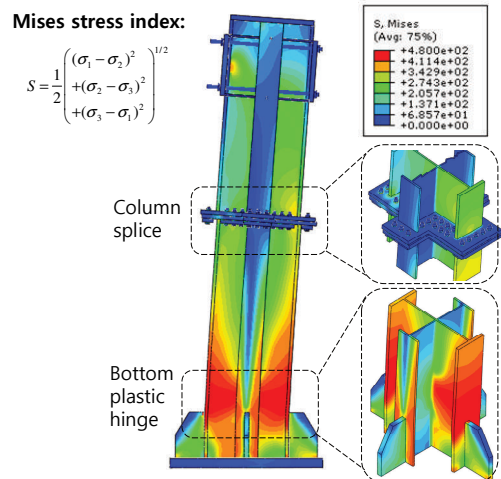 Mises stress index:
S = 1/2 ( (σ₁ − σ₂)²
+(σ₂ − σ₃)²
+(σ₃ − σ₁)² )^{1/2}
S, Mises
(Avg: 75%)
+4.800e+02
+4.114e+02
+3.429e+02
+2.743e+02
+2.057e+02
+1.371e+02
+6.857e+01
+0.000e+00
Column
splice
Bottom
plastic
hinge